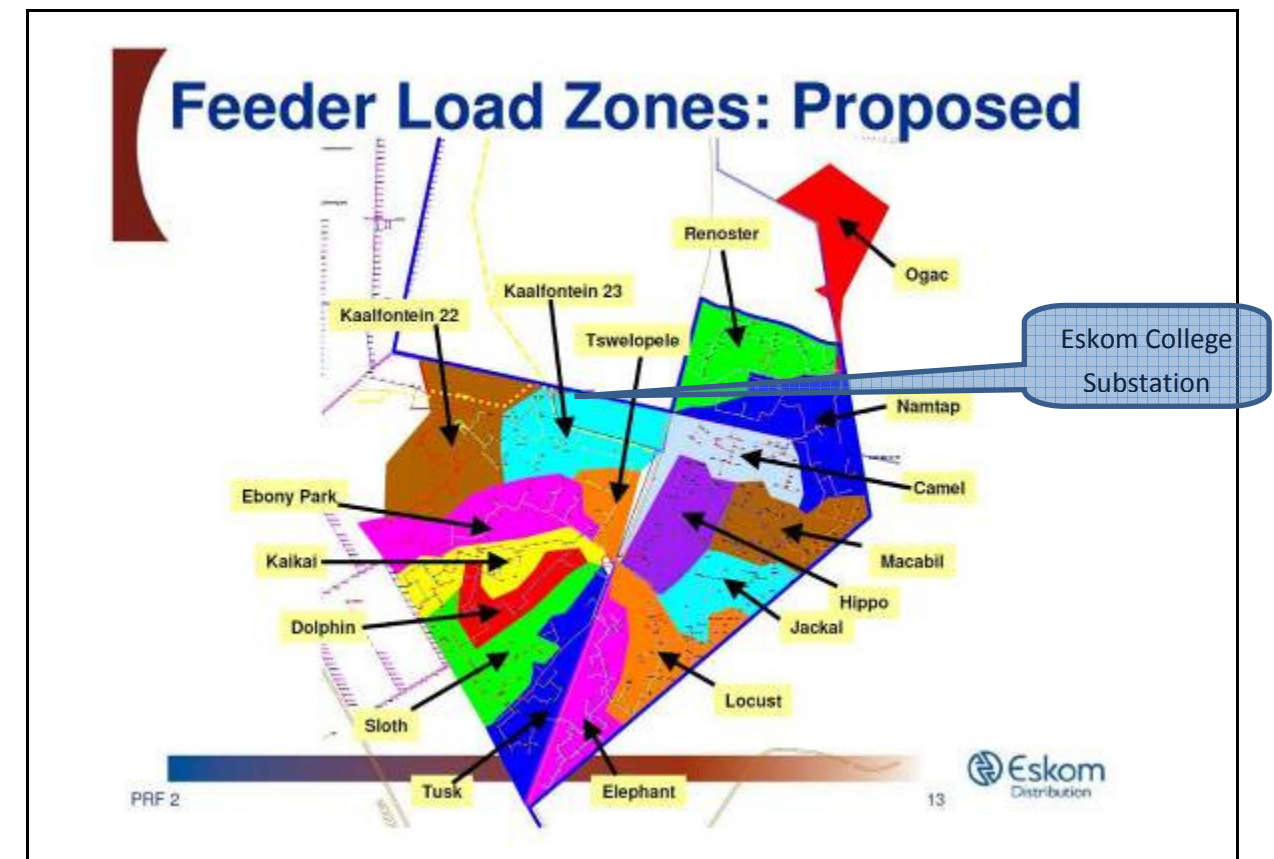 Feeder Load Zones: Proposed
Renoster
Ogac
Kaalfontein 23
Kaalfontein 22
Tswelopele
Eskom College
Substation
Namtap
Camel
Ebony Park
Macabil
Kaikai
Hippo
Dolphin
Jackal
Locust
Sloth
Tusk
Elephant
PRF 2
13
Eskom
Distribution